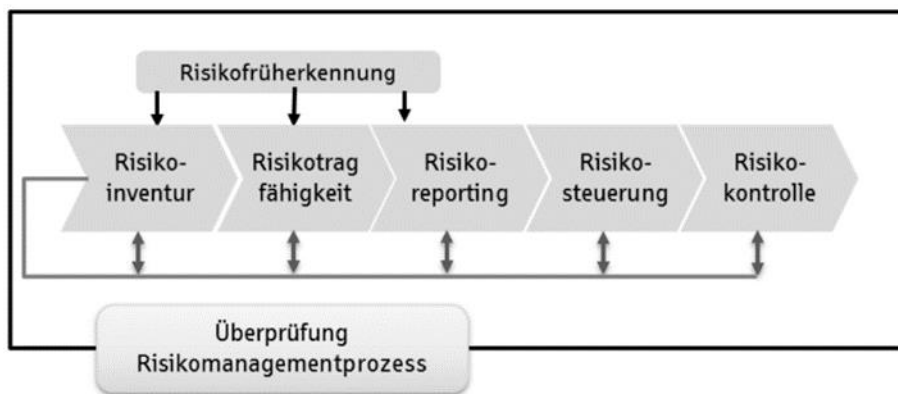 Risikofrüherkennung
Risiko-
inventur
Risikotrag
fähigkeit
Risiko-
reporting
Risiko-
steuerung
Risiko-
kontrolle
Überprüfung
Risikomanagementprozess